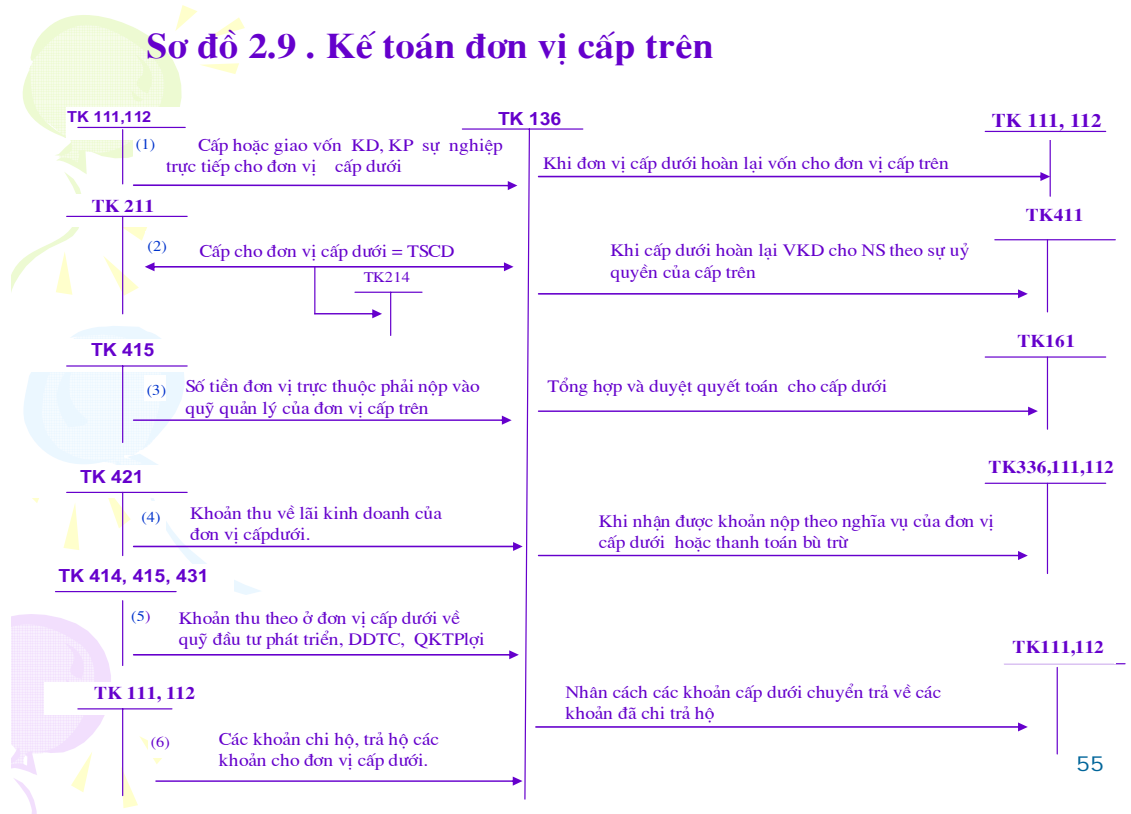 Sơ đồ 2.9 . Kế toán đơn vị cấp trên
TK 111,112
TK 136
TK 111, 112
(1)
Cấp hoặc giao vốn KD, KP sự nghiệp
trực tiếp cho đơn vị cấp dưới
Khi đơn vị cấp dưới hoàn lại vốn cho đơn vị cấp trên
TK 211
TK411
(2)
Cấp cho đơn vị cấp dưới = TSCD
TK214
Khi cấp dưới hoàn lại VKD cho NS theo sự uỷ
quyền của cấp trên
TK 415
TK161
(3)
Số tiền đơn vị trực thuộc phải nộp vào
quỹ quản lý của đơn vị cấp trên
Tổng hợp và duyệt quyết toán cho cấp dưới
TK 421
TK336,111,112
(4)
Khoản thu về lãi kinh doanh của
đơn vị cấpdưới.
Khi nhận được khoản nộp theo nghĩa vụ của đơn vị
cấp dưới hoặc thanh toán bù trừ
TK 414, 415, 431
(5)
Khoản thu theo ở đơn vị cấp dưới về
quỹ đầu tư phát triển, DDTC, QKTPlợi
TK111,112
TK 111, 112
Nhân cách các khoản cấp dưới chuyển trả về các
khoản đã chi trả hộ
(6)
Các khoản chi hộ, trả hộ các
khoản cho đơn vị cấp dưới.
55